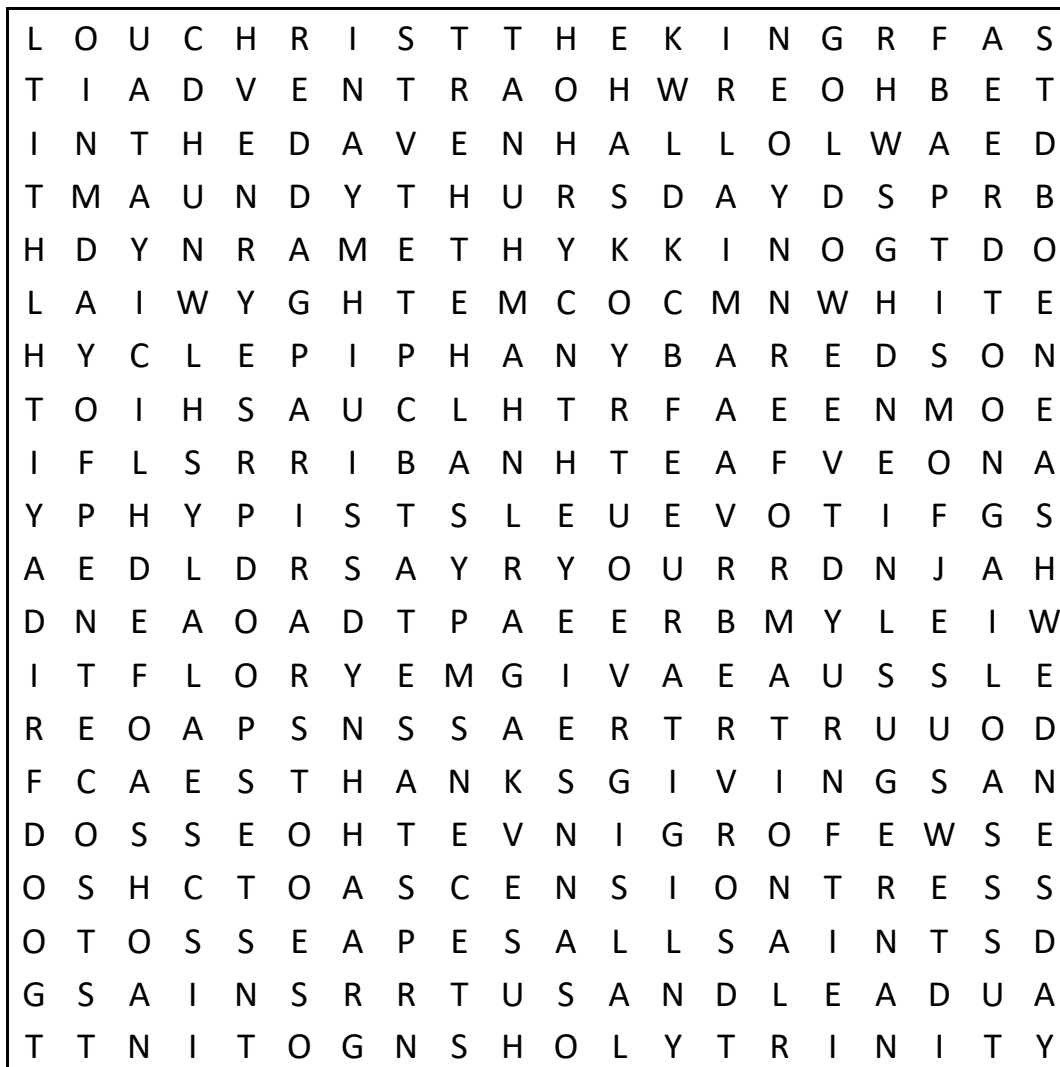 L O U C H R I S T T H E K I N G R F A S
T I A D V E N T R A O H W R E O H B E T
I N T H E D A V E N H A L L O L W A E D
T M A U N D Y T H U R S D A Y D S P R B
H D Y N R A M E T H Y K K I N O G T D O
L A I W Y G H T E M C O C M N W H I T E
H Y C L E P I P H A N Y B A R E D S O N
T O I H S A U C L H T R F A E E N M O E
I F L S R R I B A N H T E A F V E O N A
Y P H Y P I S T S L E U E V O T I F G S
A E D L D R S A Y R Y O U R R D N J A H
D N E A O A D T P A E E R B M Y L E I W
I T F L O R Y E M G I V A E A U S S L E
R E O A P S N S S A E R T R T R U U O D
F C A E S T H A N K S G I V I N G S A N
D O S S E O H T E V N I G R O F E W S E
O S H C T O A S C E N S I O N T R E S S
O T O S S E A P E S A L L S A I N T S D
G S A I N S R R T U S A N D L E A D U A
T T N I T O G N S H O L Y T R I N I T Y